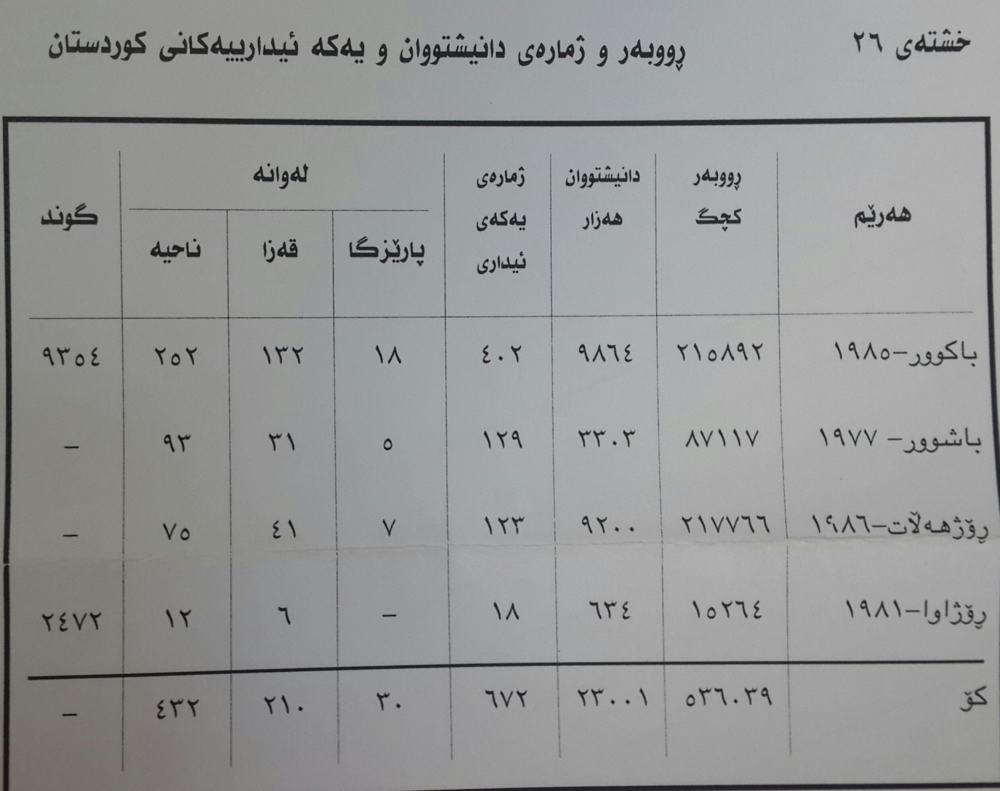 خشتەی ٢٦ ڕووبەر و ژمارەی دانیشتووان و یەکە ئیدارییەکانی کوردستان
هەرێم ڕووبەر کچگ دانیشتووان هەزار ژمارەی یەکەی ئیداری لەوانە گوند
پارێزگا قەزا ناحیە
باکوور-١٩٨٥ ٢١٥٨٩٢ ٩٨٦٤ ٤٠٢ ١٨ ١٣٢ ٢٥٢ ٩٣٥٤
باشوور- ١٩٧٧ ٨٧١١٧ ٣٣٠٣ ١٢٩ ٥ ٣١ ٩٣ -
ڕۆژهەڵات-١٩٨٦ ٢١٧٧٦٦ ٩٢٠٠ ١٢٣ ٧ ٤١ ٧٥ -
ڕۆژاوا-١٩٨١ ١٥٢٦٤ ٦٣٤ ١٨ - ٦ ١٢ ٢٤٧٢
کۆ ٥٣٦٠٣٩ ٢٣٠٠١ ٦٧٢ ٣٠ ٢١٠ ٤٣٢ -